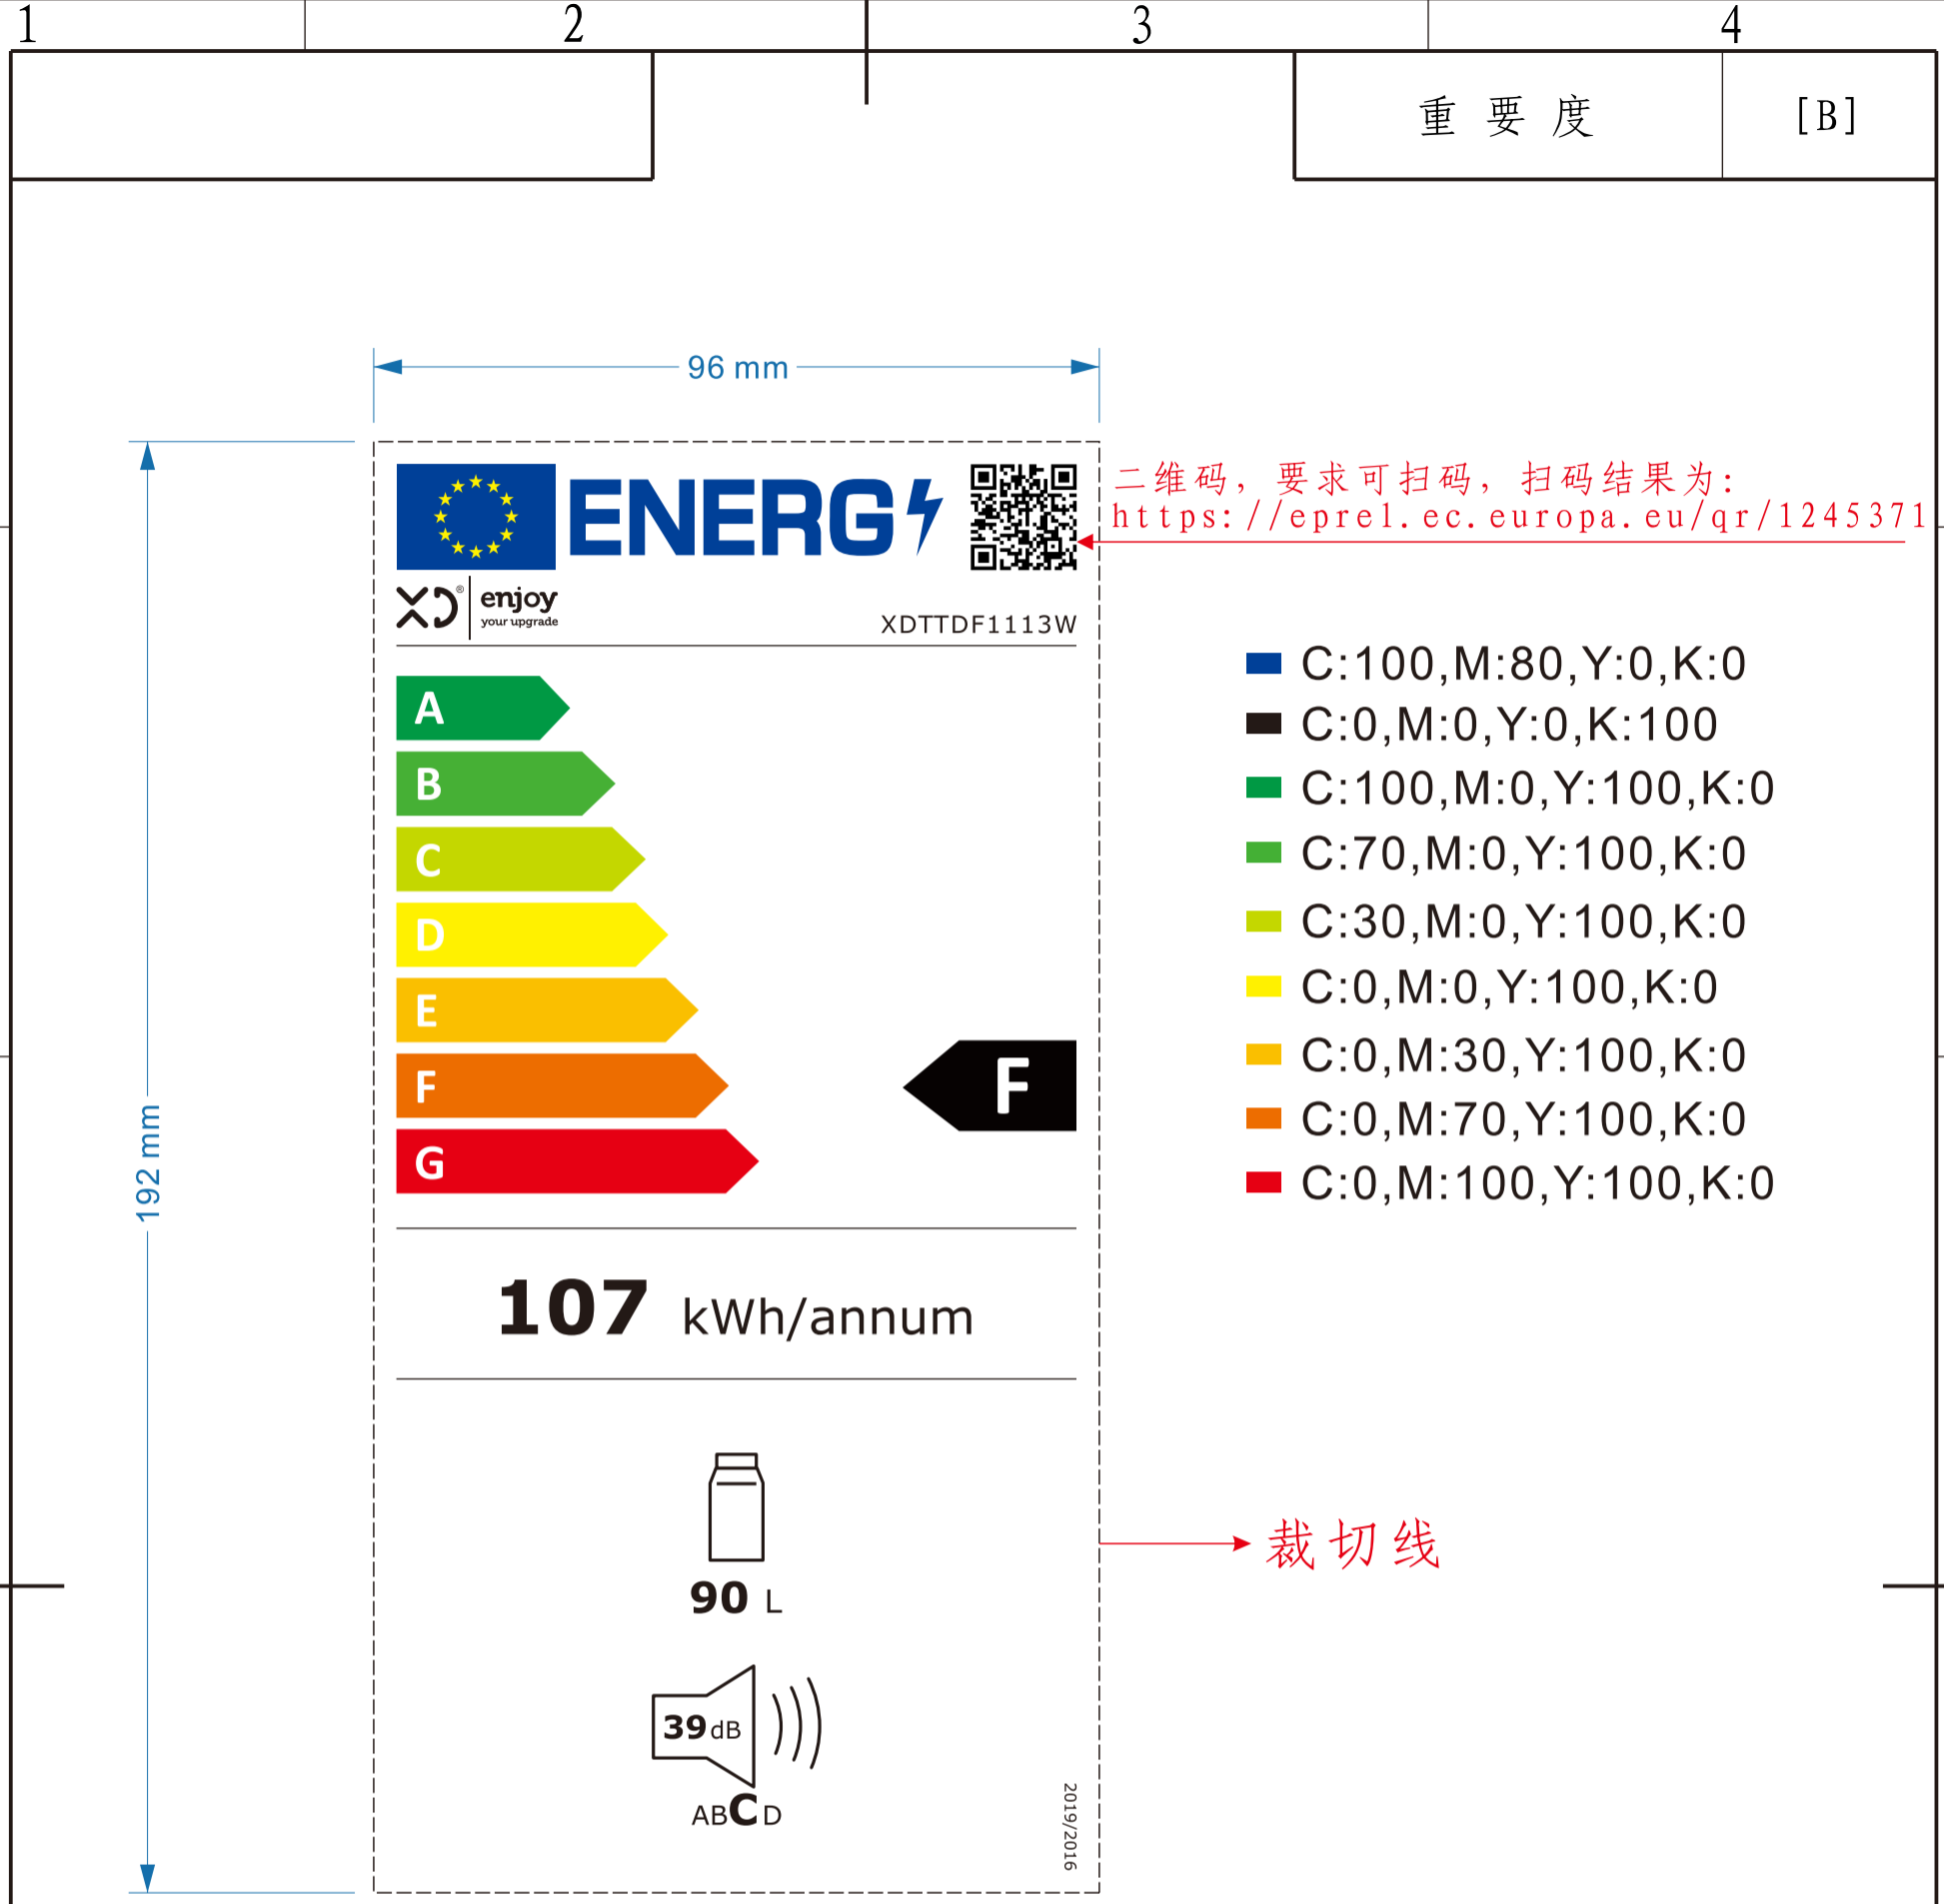 1 2 3 4
重要度 [B]
96 mm
192 mm
ENERG
二维码，要求可扫码，扫码结果为：
https://eprel.ec.europa.eu/qr/1245371
XD® enjoy
your upgrade
XDTTDF1113W
A
B
C
D
E
F
G
F
C:100,M:80,Y:0,K:0
C:0,M:0,Y:0,K:100
C:100,M:0,Y:100,K:0
C:70,M:0,Y:100,K:0
C:30,M:0,Y:100,K:0
C:0,M:0,Y:100,K:0
C:0,M:30,Y:100,K:0
C:0,M:70,Y:100,K:0
C:0,M:100,Y:100,K:0
107 kWh/annum
90 L
裁切线
39 dB
ABCD
2019/2016